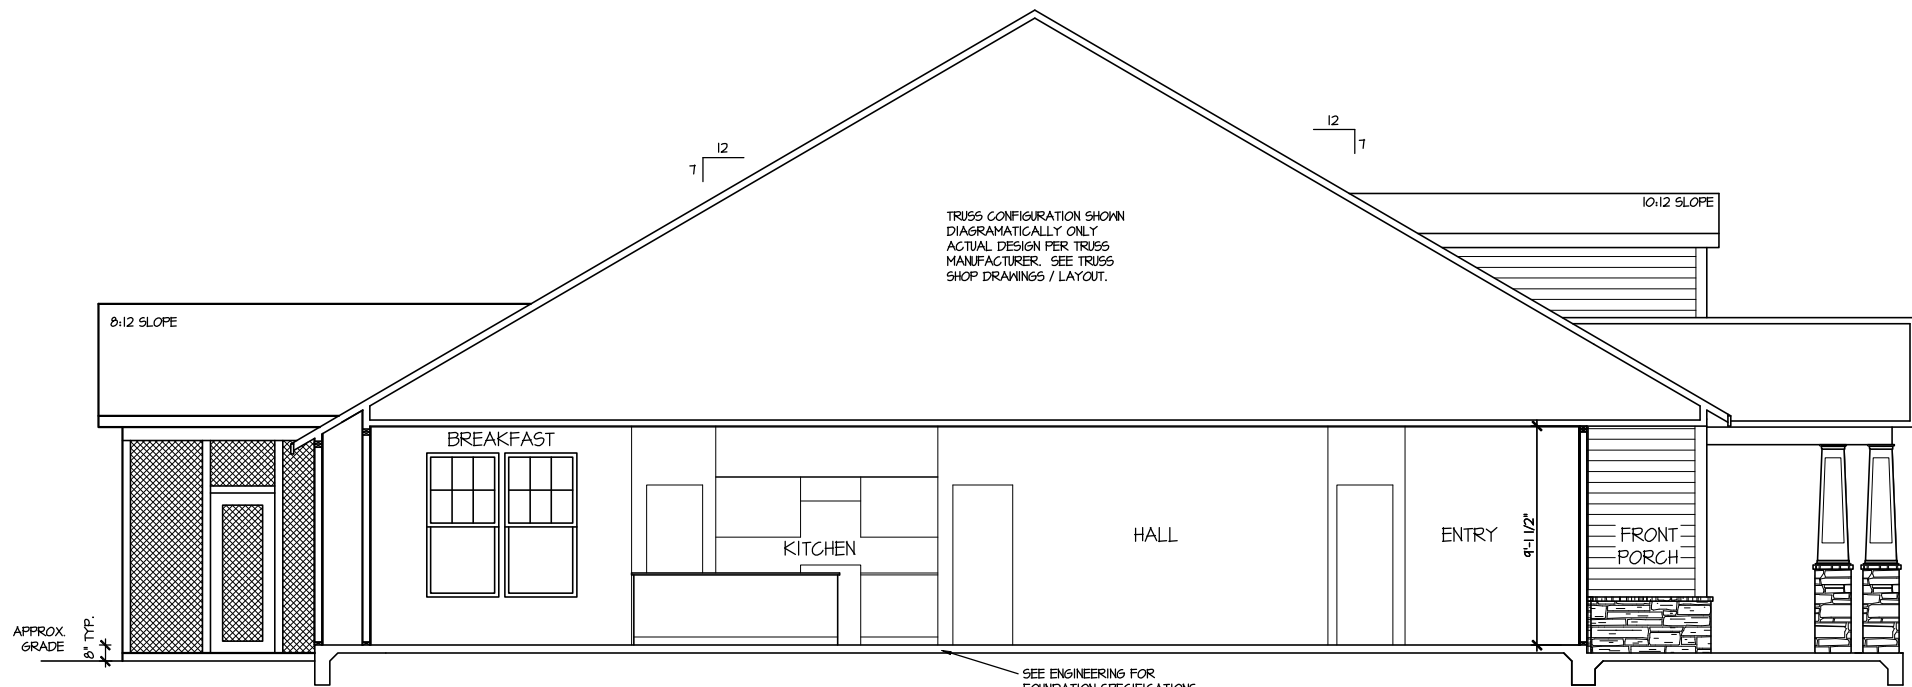 12
7
12
7
10:12 SLOPE
TRUSS CONFIGURATION SHOWN
DIAGRAMATICALLY ONLY
ACTUAL DESIGN PER TRUSS
MANUFACTURER. SEE TRUSS
SHOP DRAWINGS / LAYOUT.
8:12 SLOPE
BREAKFAST
KITCHEN
HALL
ENTRY
9'-1 1/2"
FRONT
PORCH
APPROX.
GRADE
8" TYP.
SEE ENGINEERING FOR
FOUNDATION SPECIFICATIONS